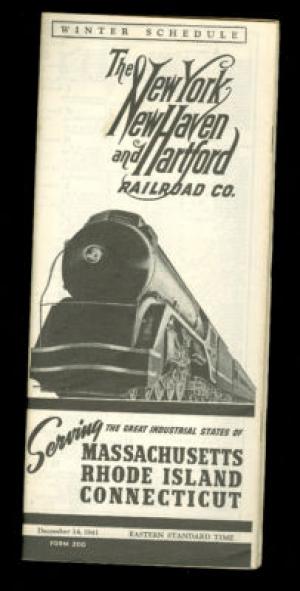 WINTER SCHEDULE
The
New York
New Haven
and Hartford
RAILROAD CO.
Serving THE GREAT INDUSTRIAL STATES OF
MASSACHUSETTS
RHODE ISLAND
CONNECTICUT
December 14, 1941 EASTERN STANDARD TIME
FORM 200